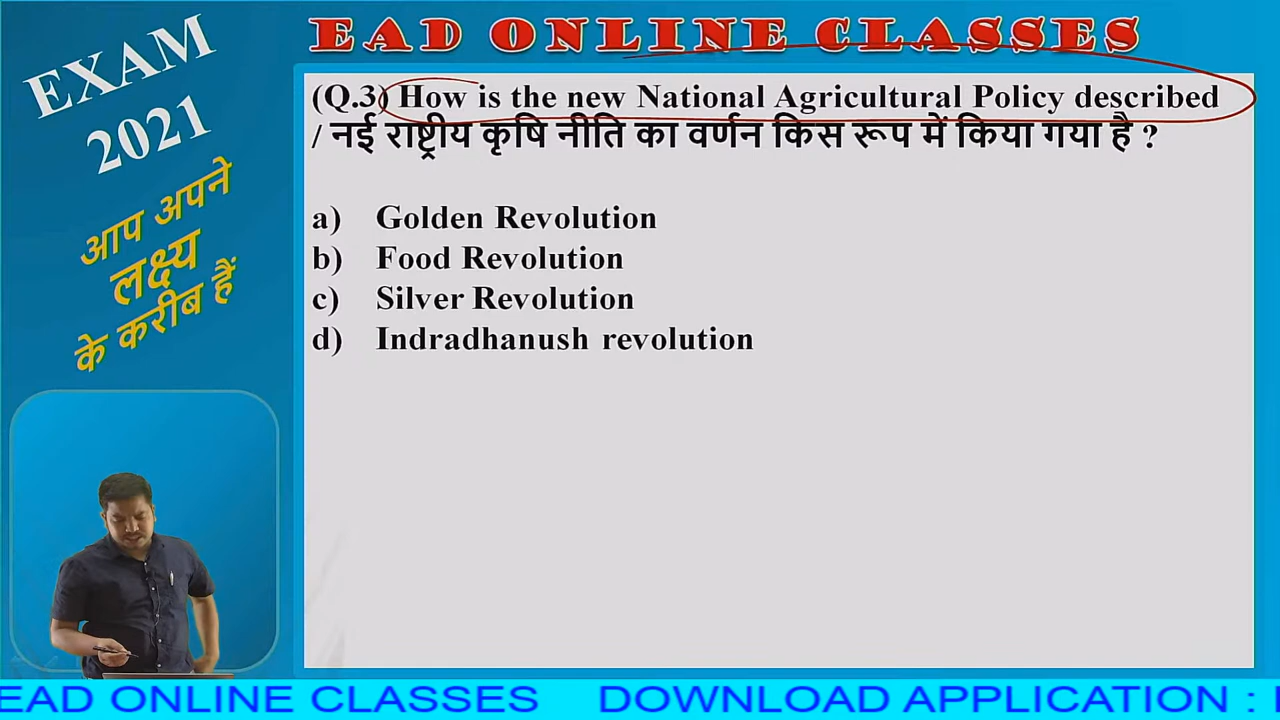 EAD ONLINE CLASSES
EXAM
2021
आप अपने
लक्ष्य
के करीब हैं
(Q.3) How is the new National Agricultural Policy described
/ नई राष्ट्रीय कृषि नीति का वर्णन किस रूप में किया गया है ?
a) Golden Revolution
b) Food Revolution
c) Silver Revolution
d) Indradhanush revolution
EAD ONLINE CLASSES DOWNLOAD APPLICATION :